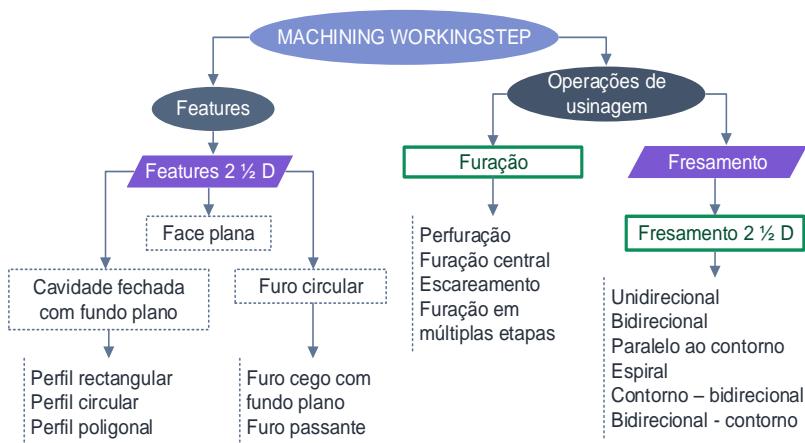 MACHINING WORKINGSTEP
Features
Operações de
usinagem
Features 2 ½ D
Furação
Fresamento
Face plana
Cavidade fechada
com fundo plano
Furo circular
Perfuração
Furação central
Escareamento
Furação em
múltiplas etapas
Fresamento 2 ½ D
Perfil rectangular
Perfil circular
Perfil poligonal
Furo cego com
fundo plano
Furo passante
Unidirecional
Bidirecional
Paralelo ao contorno
Espiral
Contorno – bidirecional
Bidirecional - contorno